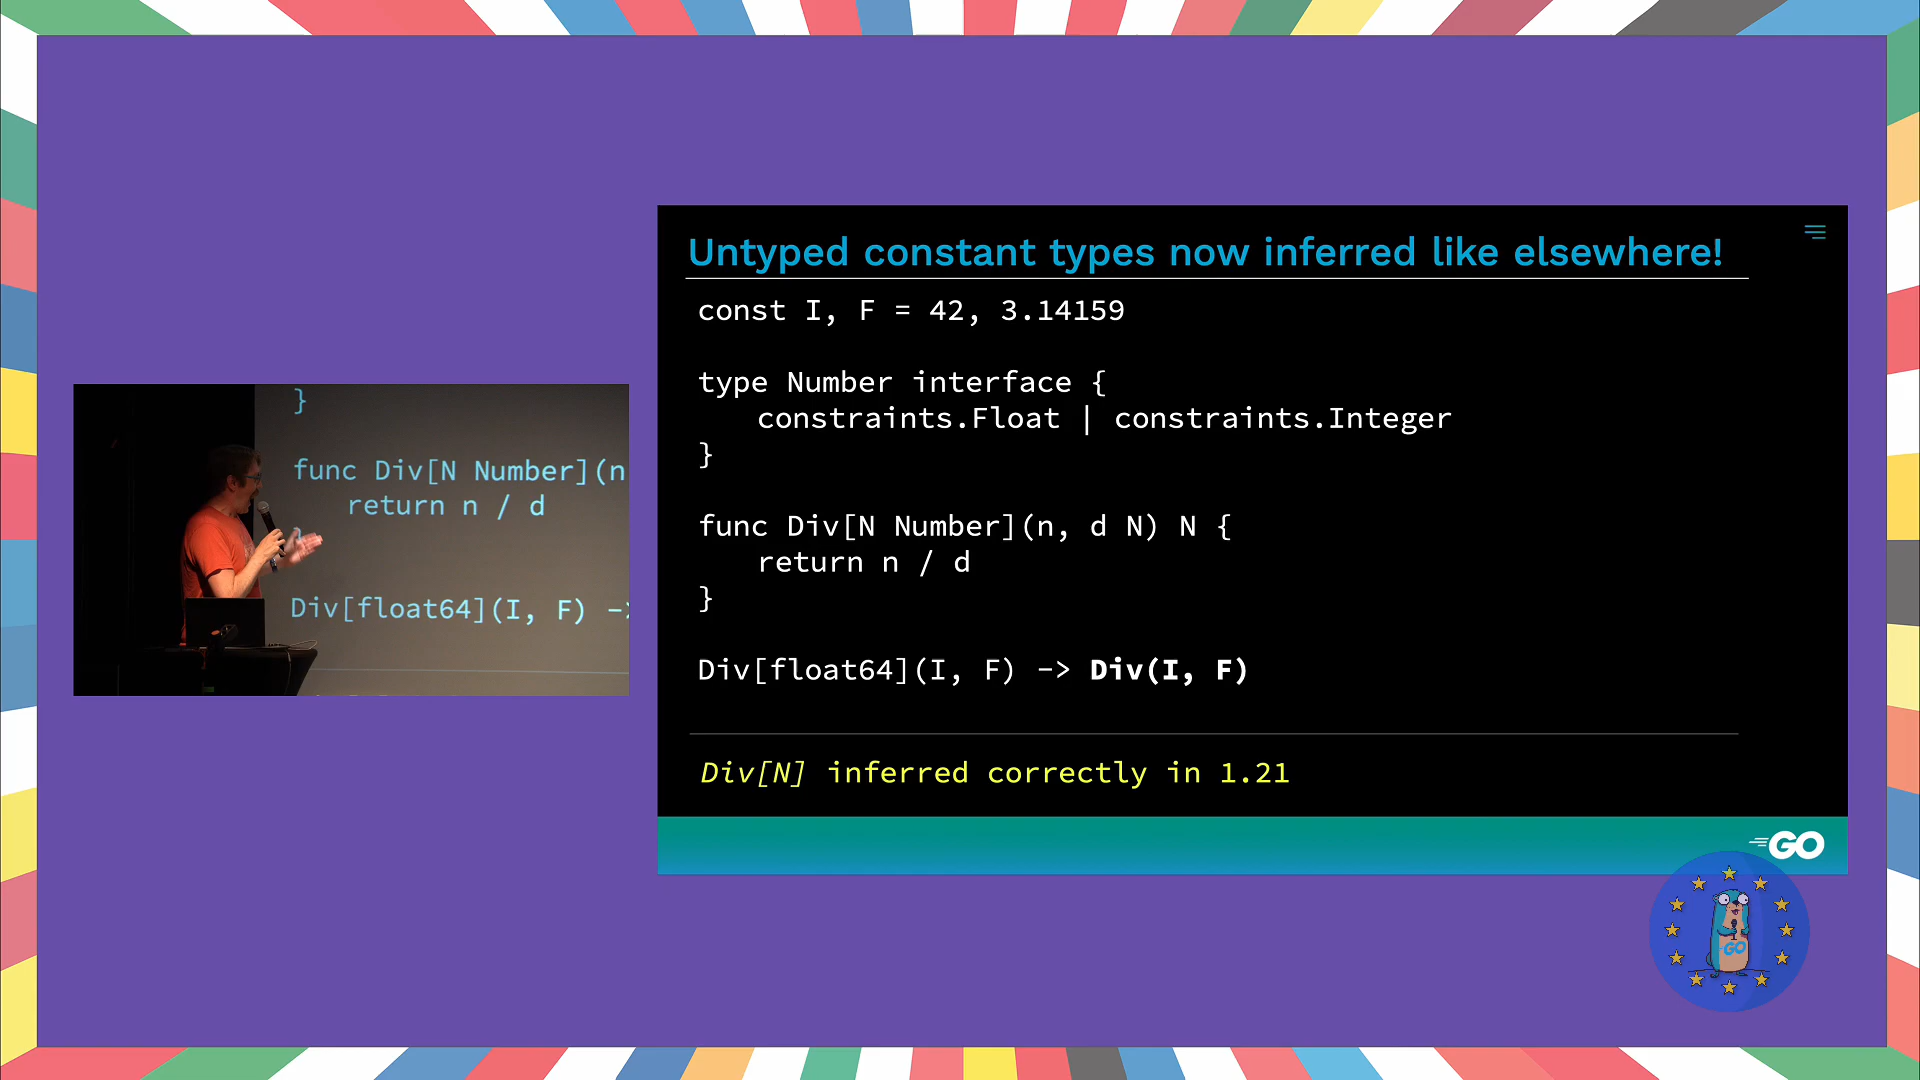 Untyped constant types now inferred like elsewhere!
const I, F = 42, 3.14159
type Number interface {
constraints.Float | constraints.Integer
}
func Div[N Number](n, d N) N {
return n / d
}
Div[float64](I, F) -> Div(I, F)
Div[N] inferred correctly in 1.21
GO
GO
}
func Div[N Number](n
return n / d
Div[float64](I, F) -